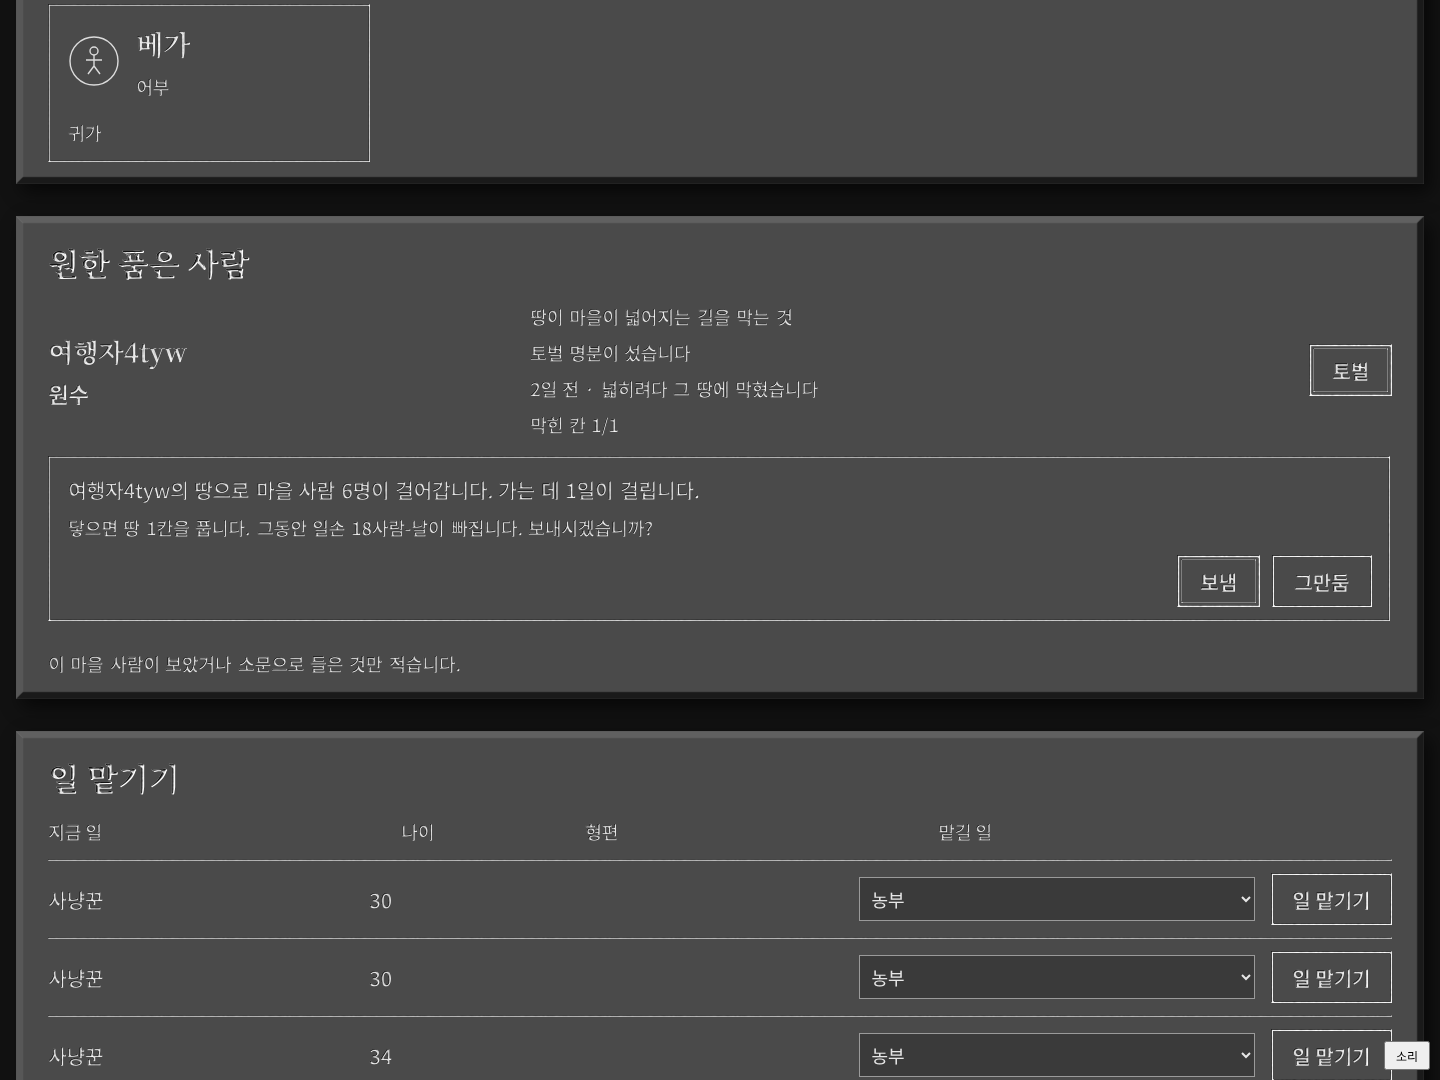 베가
어부
귀가
원한 품은 사람
여행자4tyw
원수
땅이 마을이 넓어지는 길을 막는 것
토벌 명분이 섰습니다
2일 전 · 넓히려다 그 땅에 막혔습니다
막힌 칸 1/1
토벌
여행자4tyw의 땅으로 마을 사람 6명이 걸어갑니다. 가는 데 1일이 걸립니다.
닿으면 땅 1칸을 풉니다. 그동안 일손 18사람-날이 빠집니다. 보내시겠습니까?
보냄 그만둠
이 마을 사람이 보았거나 소문으로 들은 것만 적습니다.
일 맡기기
지금 일 나이 형편 맡길 일
사냥꾼 30 농부 일 맡기기
사냥꾼 30 농부 일 맡기기
사냥꾼 34 농부 일 맡기기
소리